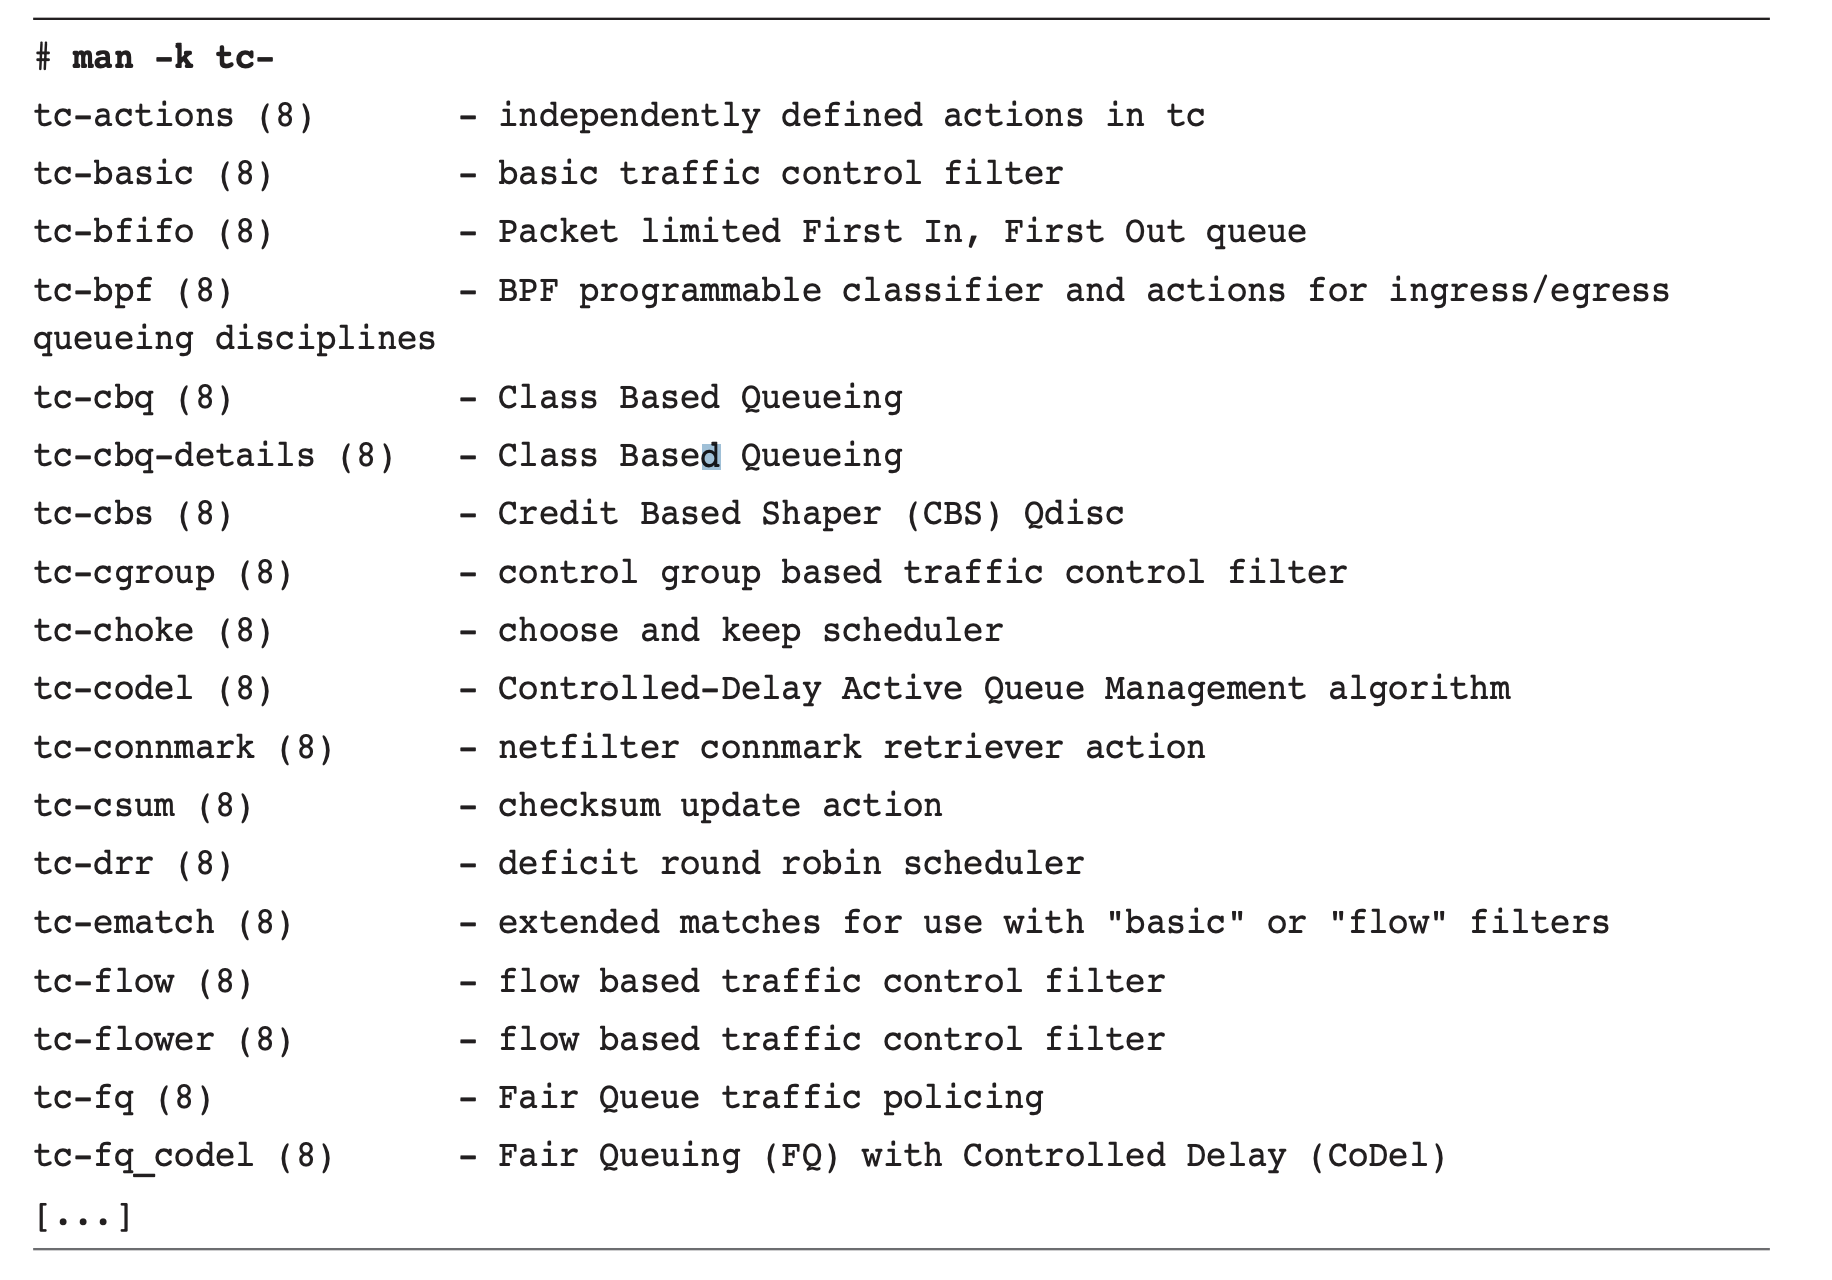 # man -k tc-
tc-actions (8)       - independently defined actions in tc
tc-basic (8)         - basic traffic control filter
tc-bfifo (8)         - Packet limited First In, First Out queue
tc-bpf (8)           - BPF programmable classifier and actions for ingress/egress
queueing disciplines
tc-cbq (8)           - Class Based Queueing
tc-cbq-details (8)   - Class Based Queueing
tc-cbs (8)           - Credit Based Shaper (CBS) Qdisc
tc-cgroup (8)        - control group based traffic control filter
tc-choke (8)         - choose and keep scheduler
tc-codel (8)         - Controlled-Delay Active Queue Management algorithm
tc-connmark (8)      - netfilter connmark retriever action
tc-csum (8)          - checksum update action
tc-drr (8)           - deficit round robin scheduler
tc-ematch (8)        - extended matches for use with "basic" or "flow" filters
tc-flow (8)          - flow based traffic control filter
tc-flower (8)        - flow based traffic control filter
tc-fq (8)            - Fair Queue traffic policing
tc-fq_codel (8)      - Fair Queuing (FQ) with Controlled Delay (CoDel)
[...]